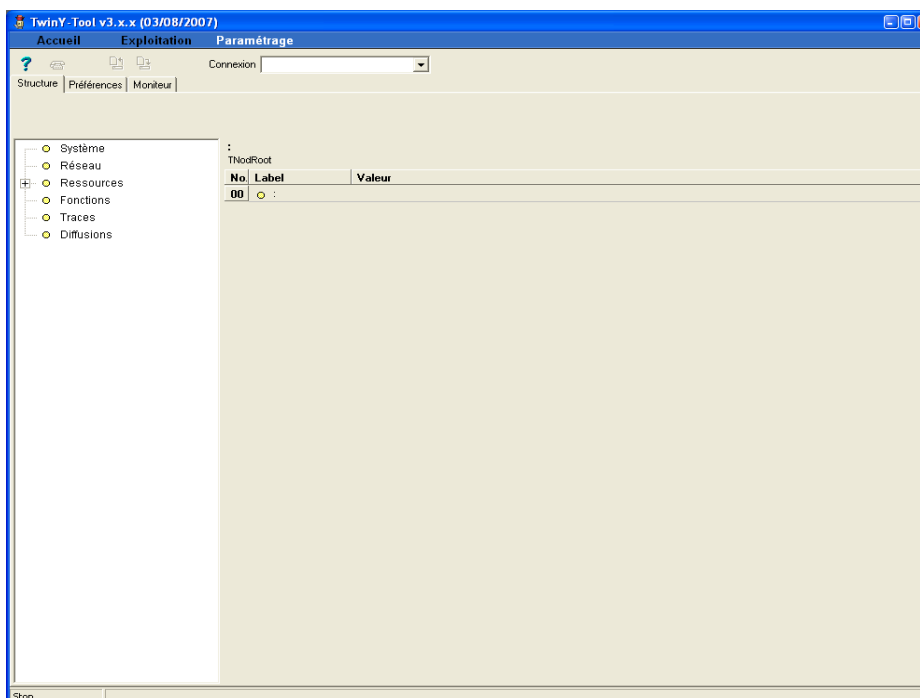 TwinY-Tool v3.x.x (03/08/2007)
Accueil Exploitation Paramétrage
? Connexion
Structure Préférences Moniteur
Système
Réseau
Ressources
Fonctions
Traces
Diffusions
:
TNodRoot
No. Label Valeur
00 :
Stop